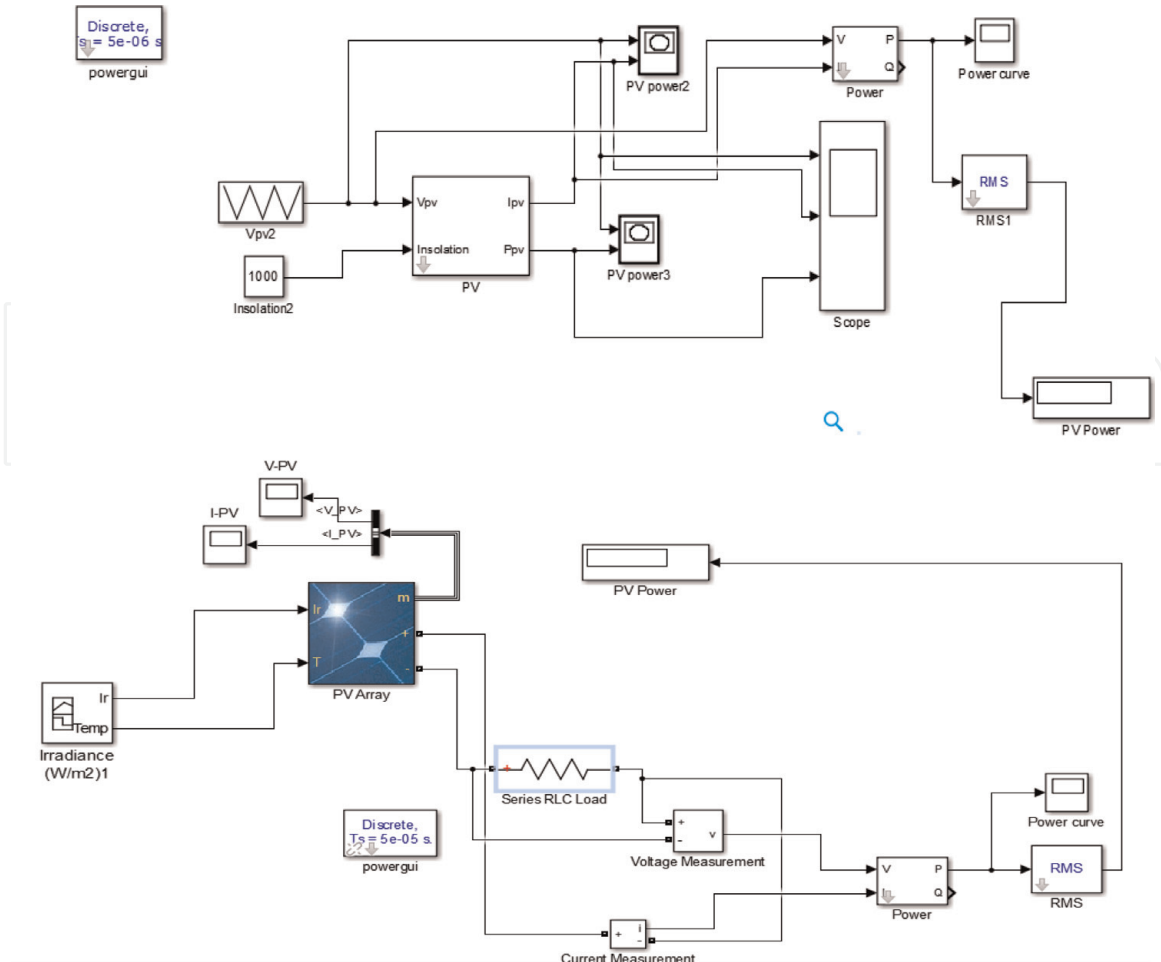 Discrete,
Ts = 5e-06 s
powergui
PV power2
V
P
Q
Power
Power curve
RMS
RMS1
Vpv2
Vpv
Ipv
Insolation
Ppv
PV
1000
Insolation2
PV power3
Scope
PV Power
V-PV
<V_PV>
I-PV
<I_PV>
PV Power
Ir
m
+
T
-
PV Array
Ir
Temp
Irradiance
(W/m2)1
Series RLC Load
Discrete,
Ts = 5e-05 s.
powergui
+
-
v
Voltage Measurement
Power curve
V
P
I
Q
Power
RMS
RMS
+
i
-
Current Measurement